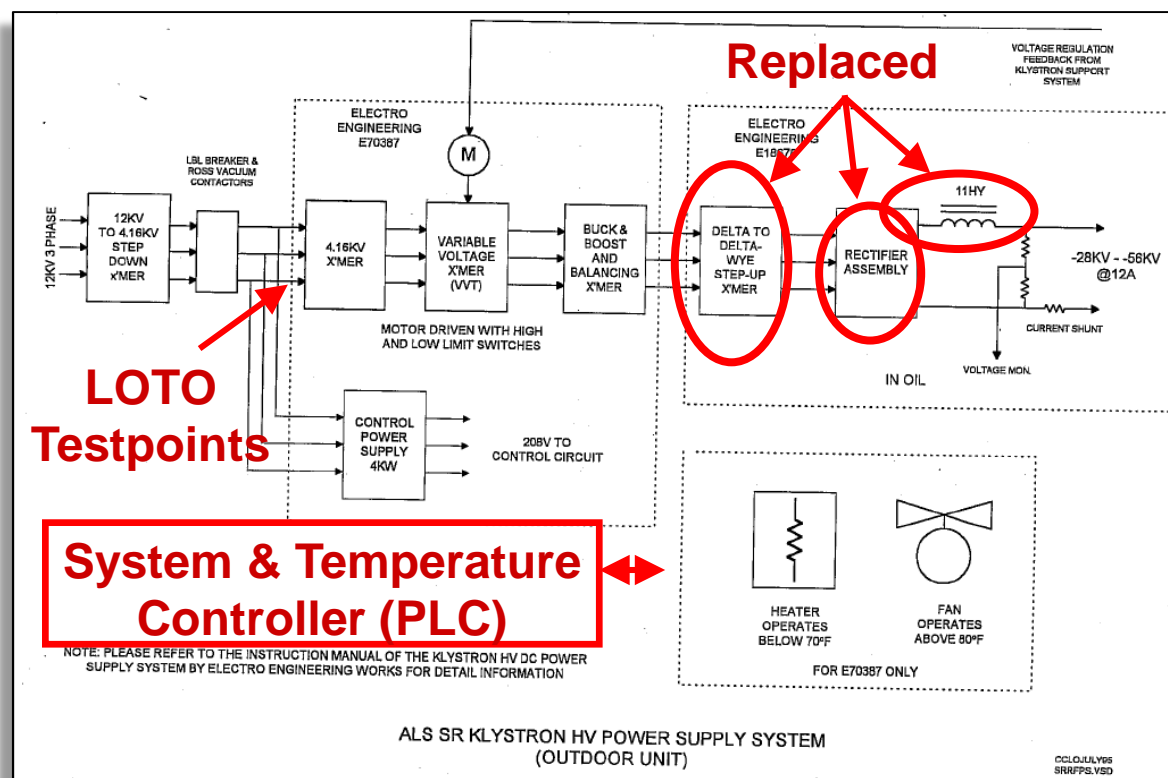 VOLTAGE REGULATION
FEEDBACK FROM
KLYSTRON SUPPORT
SYSTEM
Replaced
ELECTRO
ENGINEERING
E70387
ELECTRO
ENGINEERING
M
LBL BREAKER &
ROSS VACUUM
CONTACTORS
11HY
12KV 3 PHASE
12KV
TO 4.16KV
STEP
DOWN
x'MER
4.16KV
X'MER
VARIABLE
VOLTAGE
X'MER
(VVT)
BUCK &
BOOST
AND
BALANCING
X'MER
DELTA TO
DELTA-
WYE
STEP-UP
X'MER
RECTIFIER
ASSEMBLY
-28KV - -56KV
@12A
MOTOR DRIVEN WITH HIGH
AND LOW LIMIT SWITCHES
CURRENT SHUNT
VOLTAGE MON.
IN OIL
LOTO
Testpoints
CONTROL
POWER
SUPPLY
4KW
208V TO
CONTROL CIRCUIT
System & Temperature
Controller (PLC)
HEATER
OPERATES
BELOW 70ºF
FAN
OPERATES
ABOVE 80ºF
FOR E70387 ONLY
NOTE: PLEASE REFER TO THE INSTRUCTION MANUAL OF THE KLYSTRON HV DC POWER
SUPPLY SYSTEM BY ELECTRO ENGINEERING WORKS FOR DETAIL INFORMATION
ALS SR KLYSTRON HV POWER SUPPLY SYSTEM
(OUTDOOR UNIT)
CCLOJULY95
SRRFPS.VSD